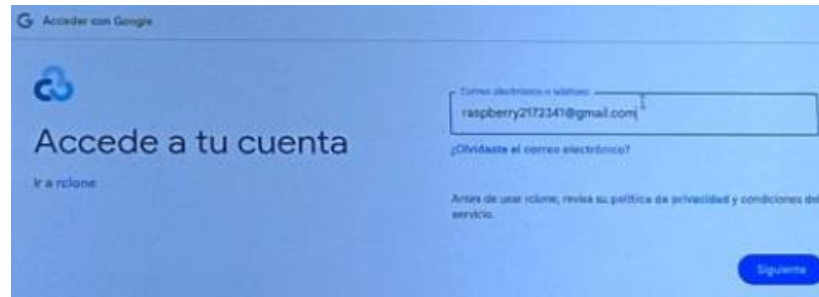 Acceder con Google
Accede a tu cuenta
Ir a rclone
Correo electrónico o teléfono
raspberry2172341@gmail.com
¿Olvidaste el correo electrónico?
Antes de usar rclone, revisa su política de privacidad y condiciones del
servicio.
Siguiente